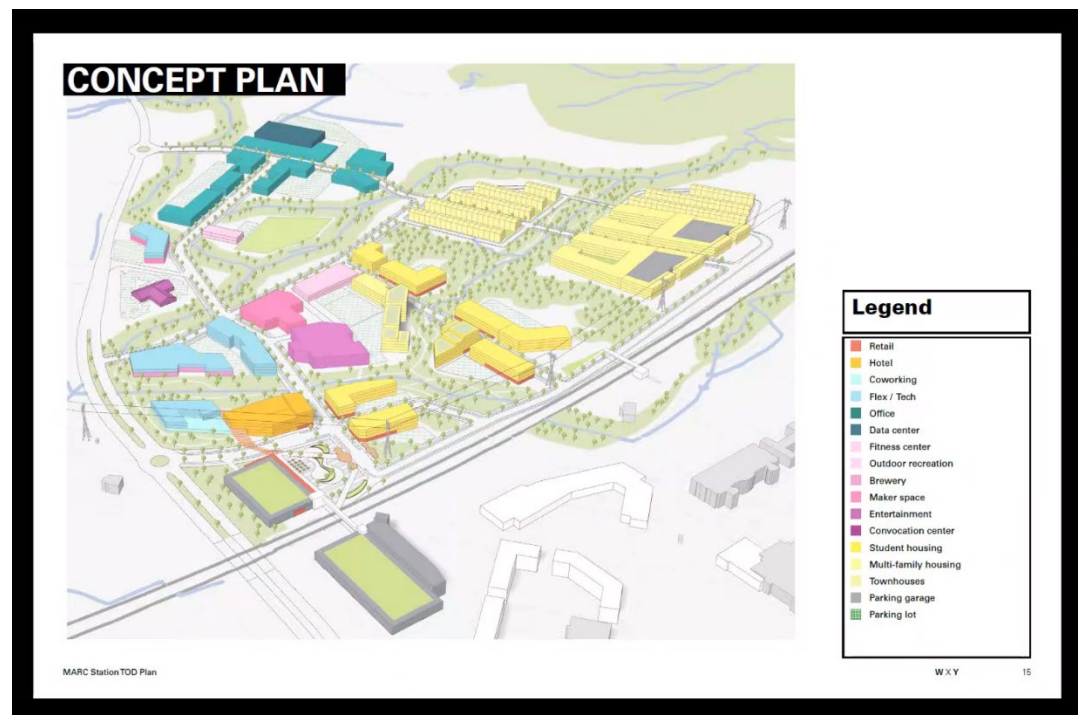 CONCEPT PLAN
Legend
Retail
Hotel
Coworking
Flex / Tech
Office
Data center
Fitness center
Outdoor recreation
Brewery
Maker space
Entertainment
Convocation center
Student housing
Multi-family housing
Townhouses
Parking garage
Parking lot
MARC Station TOD Plan
W X Y
15